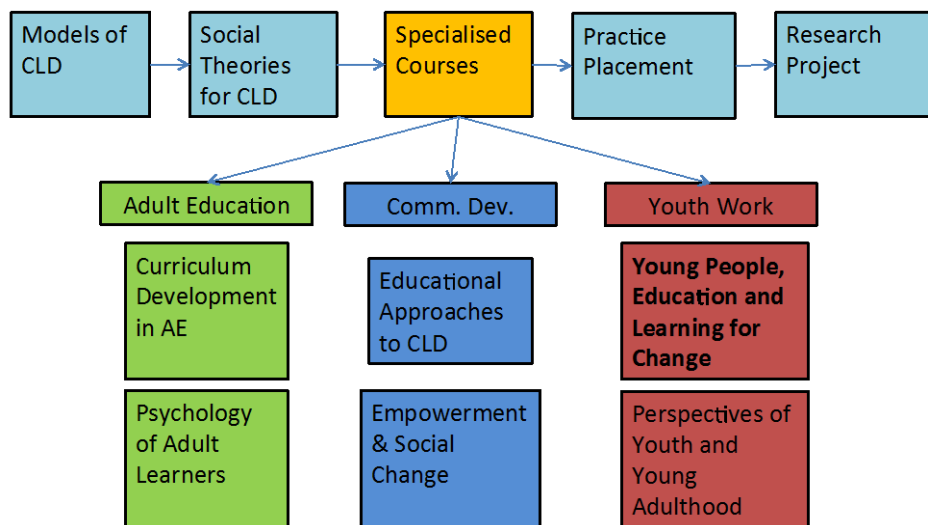 Models of
CLD
Social
Theories
for CLD
Specialised
Courses
Practice
Placement
Research
Project
Adult Education
Comm. Dev.
Youth Work
Curriculum
Development
in AE
Educational
Approaches
to CLD
Young People,
Education and
Learning for
Change
Psychology
of Adult
Learners
Empowerment
& Social
Change
Perspectives of
Youth and
Young
Adulthood